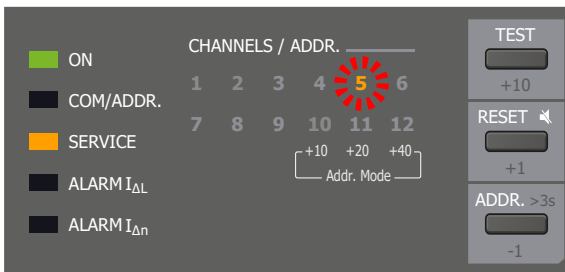 ON
COM/ADDR.
SERVICE
ALARM IΔL
ALARM IΔn
CHANNELS / ADDR.
1 2 3 4 5 6
7 8 9 10 11 12
+10 +20 +40
Addr. Mode
TEST
+10
RESET
+1
ADDR. >3s
-1